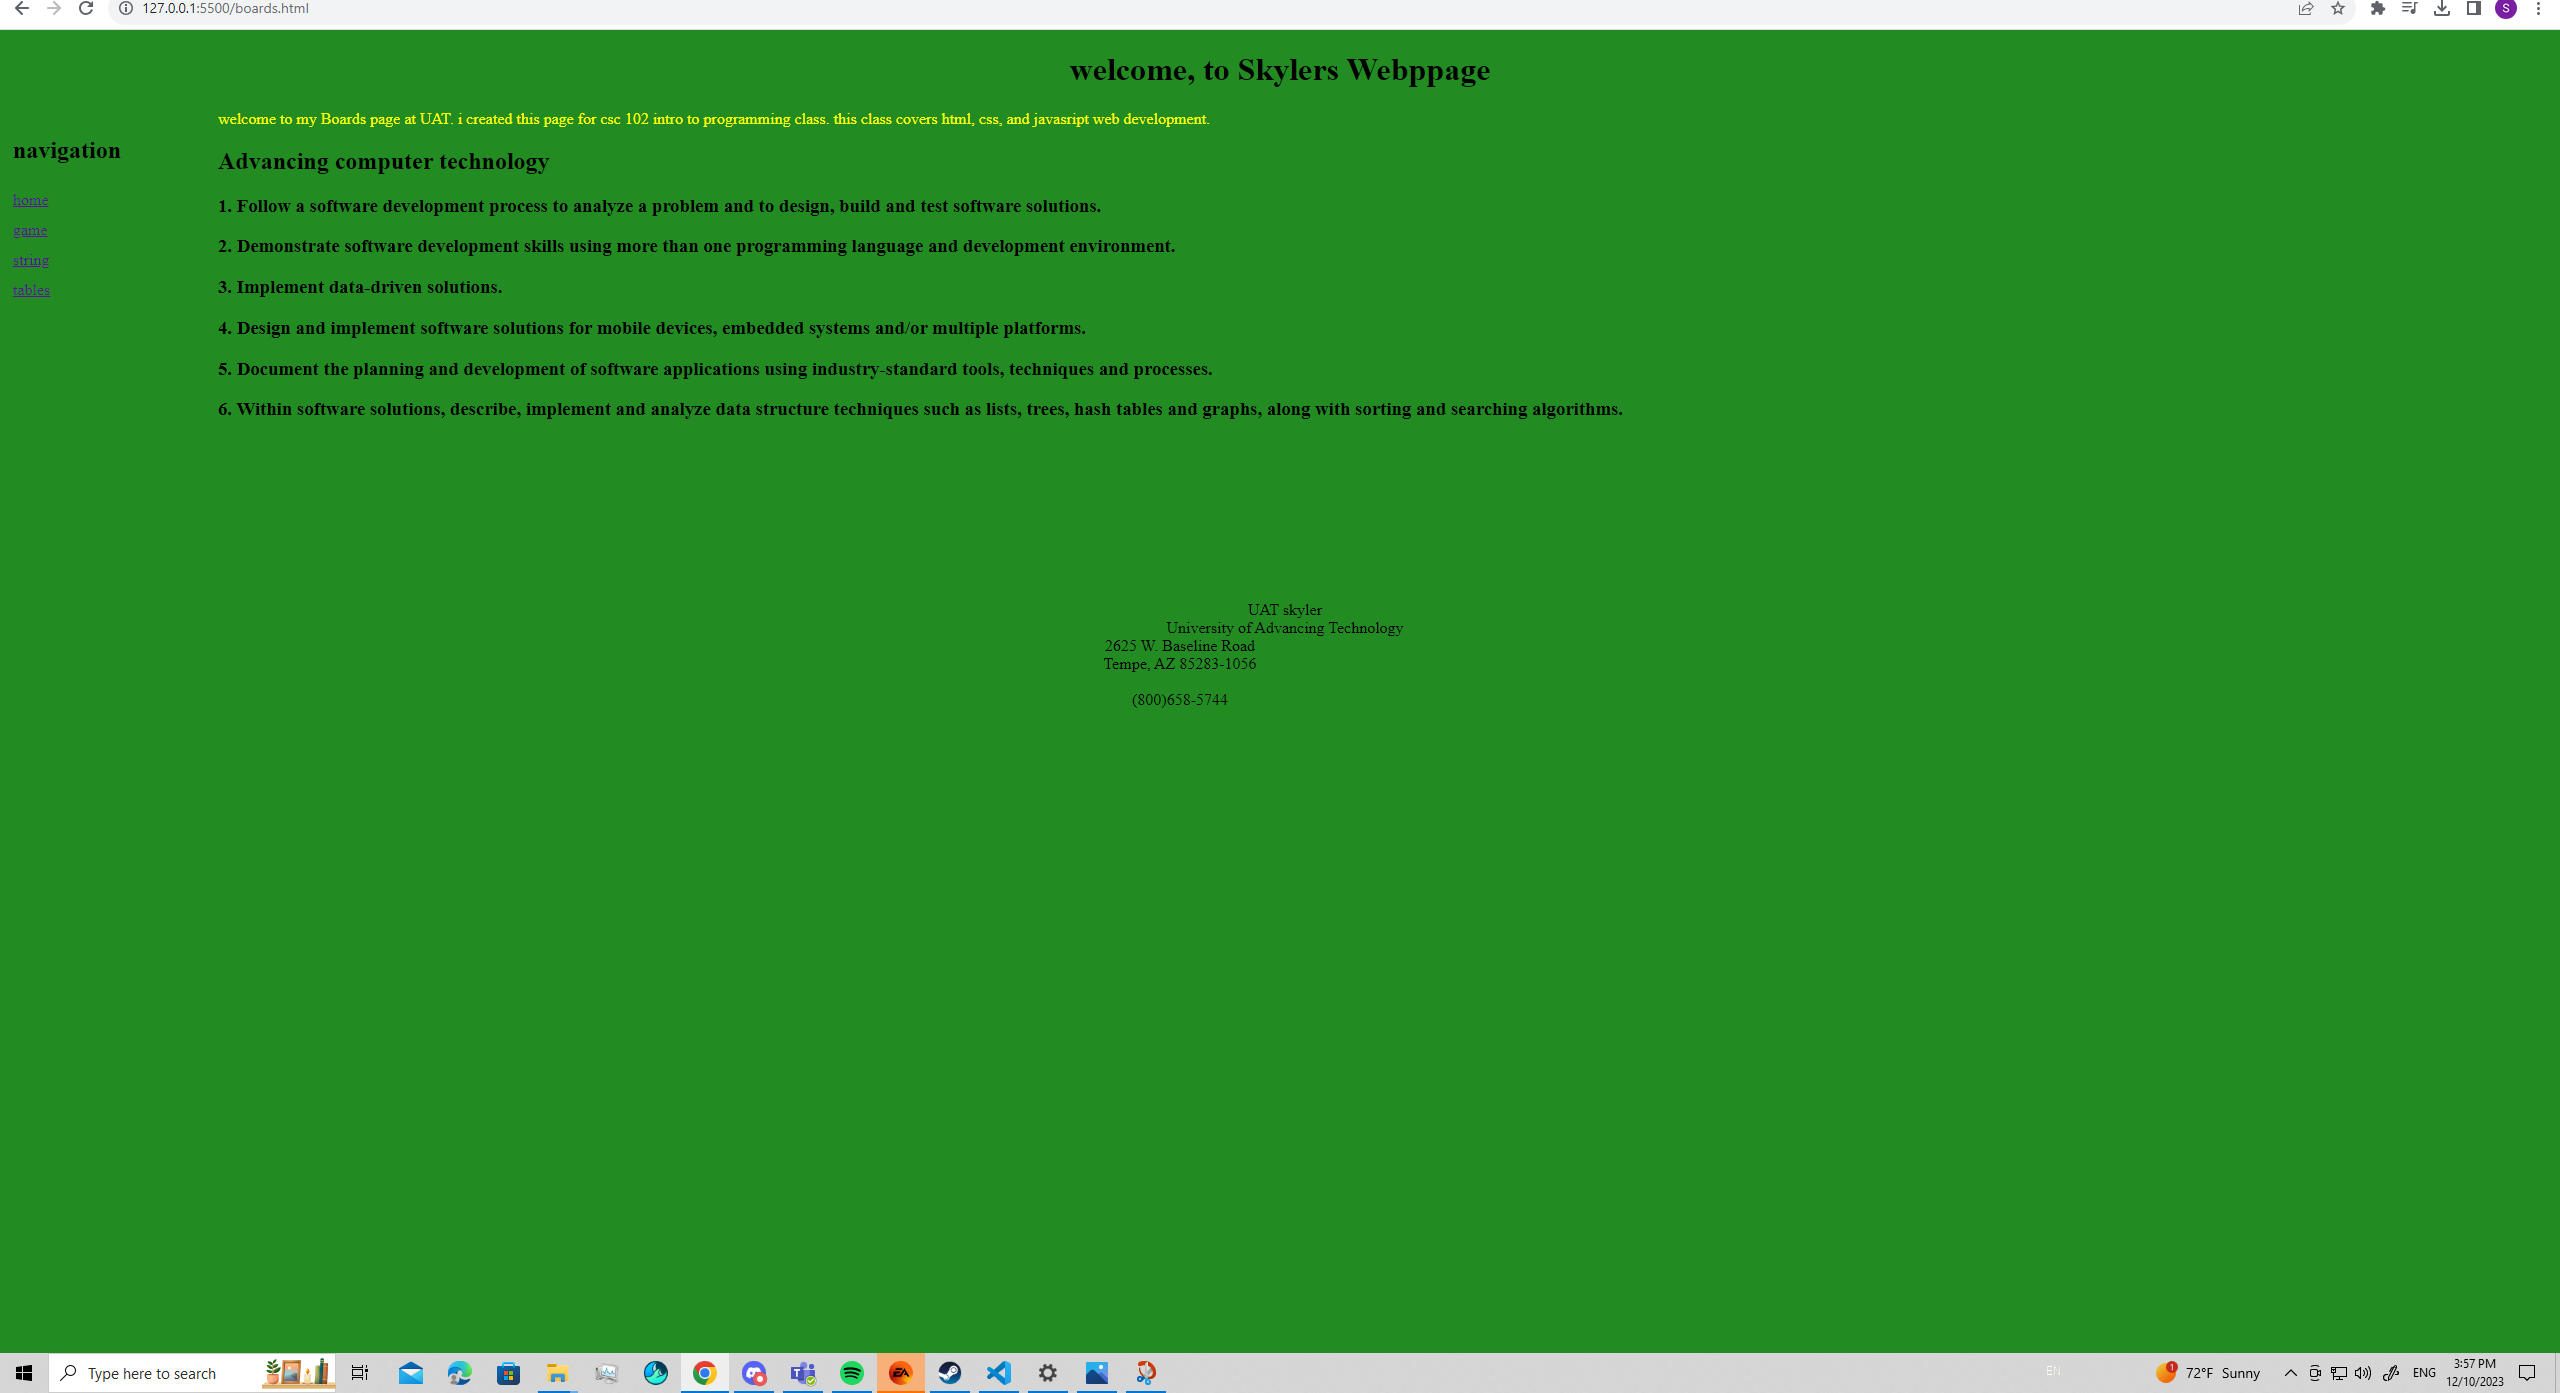 127.0.0.1:5500/boards.html
S
welcome, to Skylers Webppage
welcome to my Boards page at UAT. i created this page for csc 102 intro to programming class. this class covers html, css, and javasript web development.
navigation
home
game
string
tables
Advancing computer technology
1. Follow a software development process to analyze a problem and to design, build and test software solutions.
2. Demonstrate software development skills using more than one programming language and development environment.
3. Implement data-driven solutions.
4. Design and implement software solutions for mobile devices, embedded systems and/or multiple platforms.
5. Document the planning and development of software applications using industry-standard tools, techniques and processes.
6. Within software solutions, describe, implement and analyze data structure techniques such as lists, trees, hash tables and graphs, along with sorting and searching algorithms.
UAT skyler
University of Advancing Technology
2625 W. Baseline Road
Tempe, AZ 85283-1056
(800)658-5744
Type here to search
EA
EN
1
72°F Sunny
ENG
3:57 PM
12/10/2023